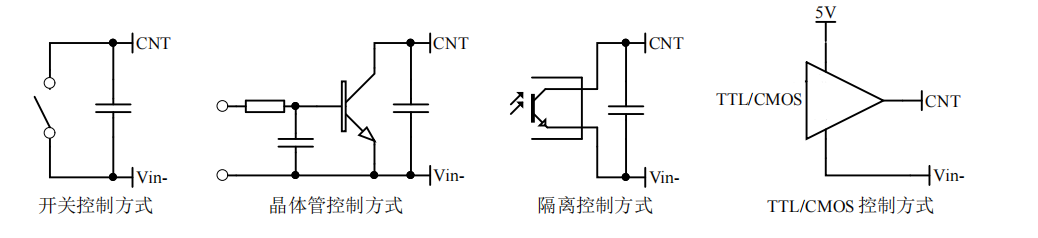 CNT
Vin-
开关控制方式
CNT
Vin-
晶体管控制方式
CNT
Vin-
隔离控制方式
5V
TTL/CMOS
CNT
Vin-
TTL/CMOS 控制方式